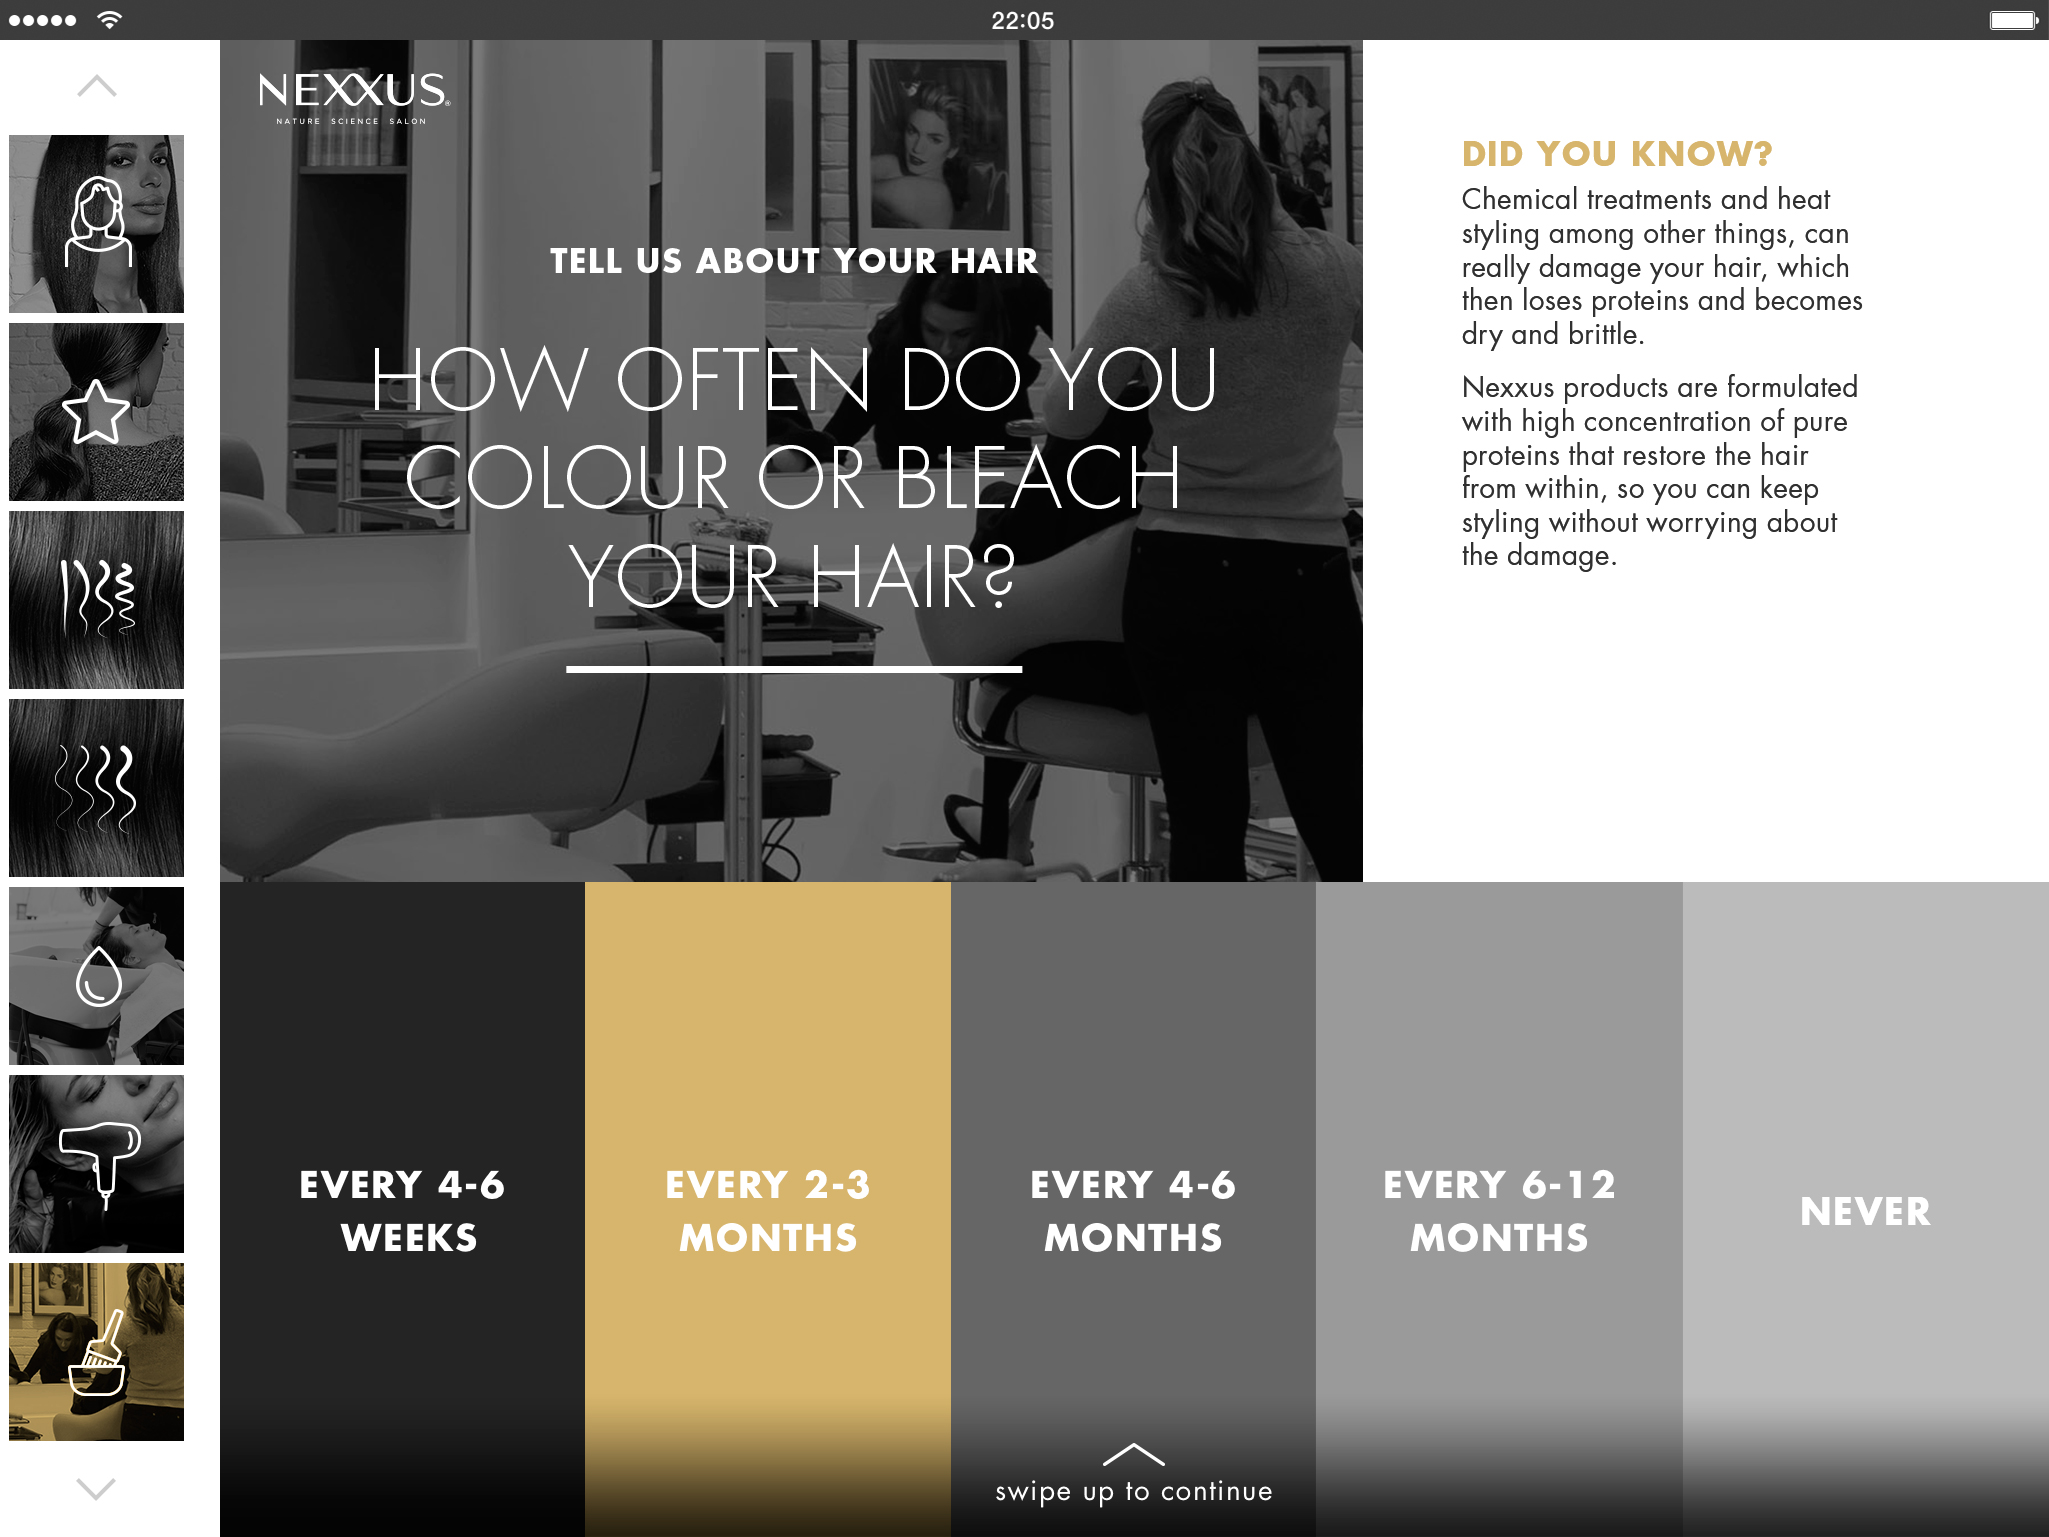 22:05
NEXXUS®
NATURE SCIENCE SALON
TELL US ABOUT YOUR HAIR
HOW OFTEN DO YOU
COLOUR OR BLEACH
YOUR HAIR?
DID YOU KNOW?
Chemical treatments and heat
styling among other things, can
really damage your hair, which
then loses proteins and becomes
dry and brittle.
Nexxus products are formulated
with high concentration of pure
proteins that restore the hair
from within, so you can keep
styling without worrying about
the damage.
EVERY 4-6
WEEKS
EVERY 2-3
MONTHS
EVERY 4-6
MONTHS
EVERY 6-12
MONTHS
NEVER
swipe up to continue